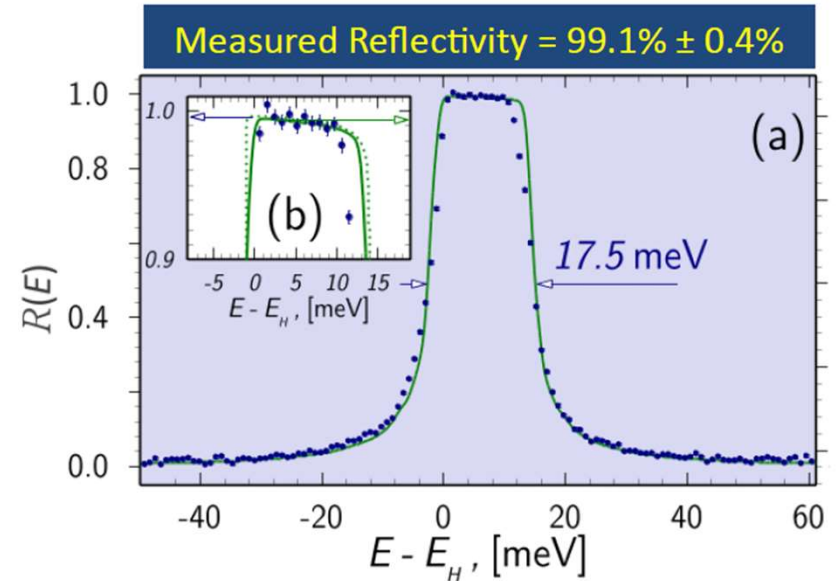 Measured Reflectivity = 99.1% ± 0.4%
R(E)
1.0
0.8
0.4
0.0
(a)
1.0
0.9
(b)
-5 0 5 10 15
E - E_H, [meV]
17.5 meV
-40 -20 0 20 40 60
E - E_H, [meV]